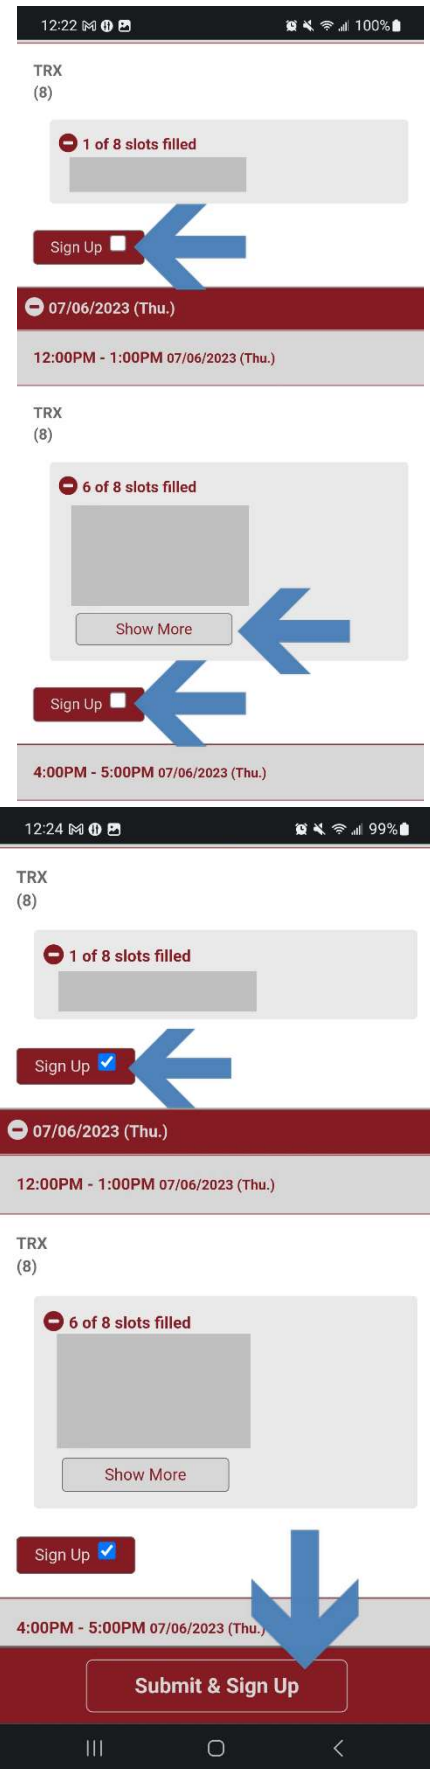 12:22 100%
TRX
(8)
1 of 8 slots filled
Sign Up
07/06/2023 (Thu.)
12:00PM - 1:00PM 07/06/2023 (Thu.)
TRX
(8)
6 of 8 slots filled
Show More
Sign Up
4:00PM - 5:00PM 07/06/2023 (Thu.)
12:24 99%
TRX
(8)
1 of 8 slots filled
Sign Up
07/06/2023 (Thu.)
12:00PM - 1:00PM 07/06/2023 (Thu.)
TRX
(8)
6 of 8 slots filled
Show More
Sign Up
4:00PM - 5:00PM 07/06/2023 (Thu.)
Submit & Sign Up